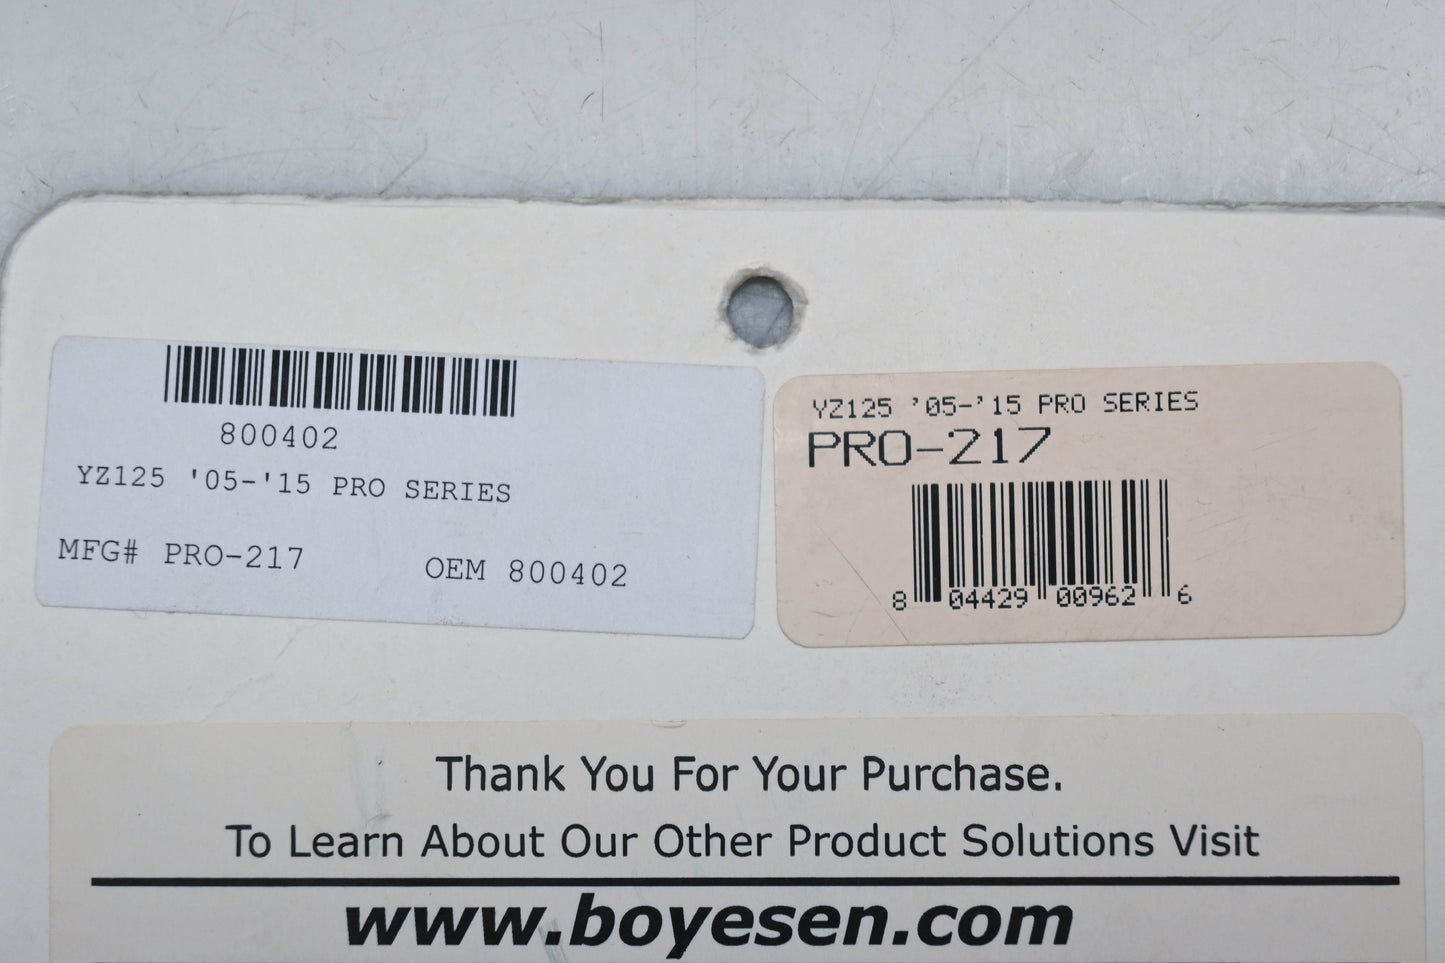 800402
YZ125 '05-'15 PRO SERIES
MFG# PRO-217 OEM 800402
YZ125 '05-'15 PRO SERIES
PRO-217
8 04429 00962 6
Thank You For Your Purchase.
To Learn About Our Other Product Solutions Visit
www.boyesen.com